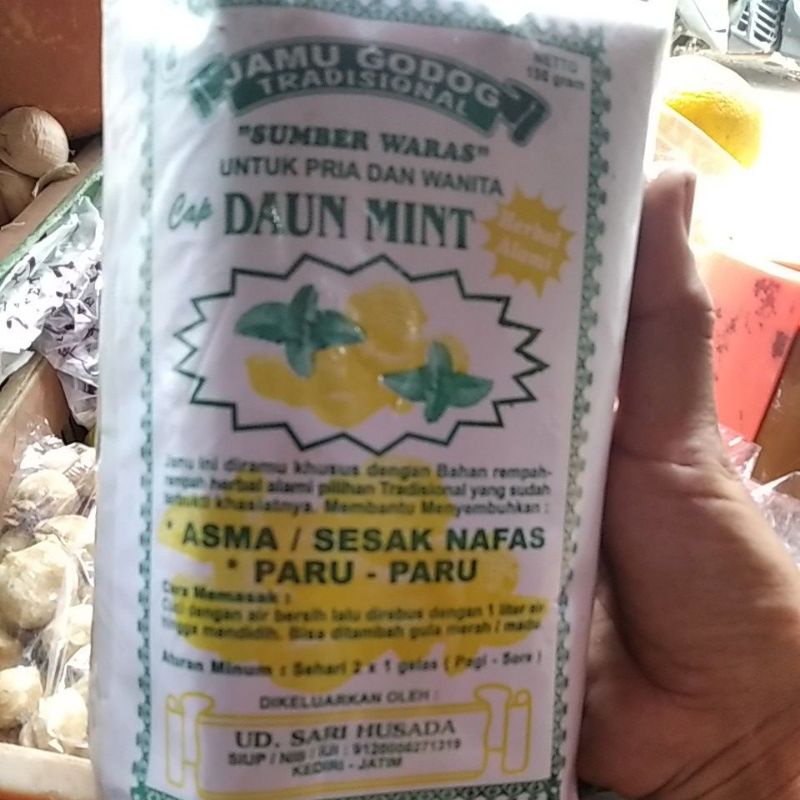 JAMU GODOG
TRADISIONAL
NETTO
150 gram
"SUMBER WARAS"
UNTUK PRIA DAN WANITA
Cap DAUN MINT
Herbal
Alami
Jamu ini diramu khusus dengan Bahan rempah-
rempah herbal alami pilihan Tradisional yang sudah
terbukti khasiatnya. Membantu Menyembuhkan :
* ASMA / SESAK NAFAS
* PARU - PARU
Cara Memasak :
Cuci dengan air bersih lalu direbus dengan 1 liter air
hingga mendidih. Bisa ditambah gula merah / madu
Aturan Minum : Sehari 2 x 1 gelas ( Pagi - Sore )
DIKELUARKAN OLEH :
UD. SARI HUSADA
SIUP / NIB / IUI :
KEDIRI - JATIM